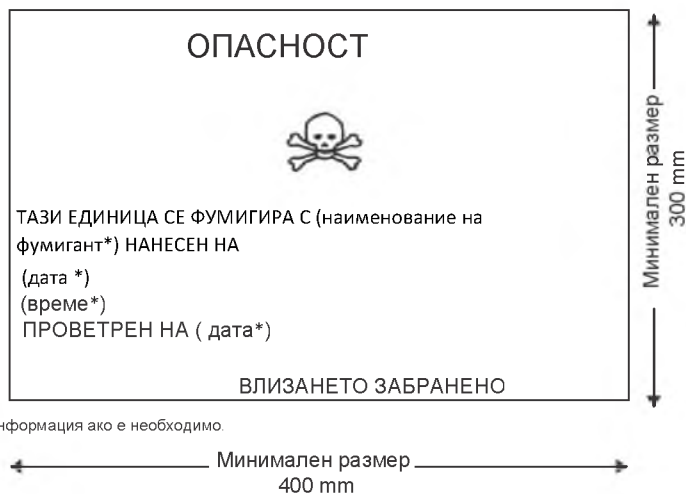 ОПАСНОСТ
ТАЗИ ЕДИНИЦА СЕ ФУМИГИРА С (наименование на
фумигант*) НАНЕСЕН НА
(дата *)
(време*)
ПРОВЕТРЕН НА ( дата*)
ВЛИЗАНЕТО ЗАБРАНЕНО
Минимален размер
300 mm
ако е необходимо.
Минимален размер
400 mm